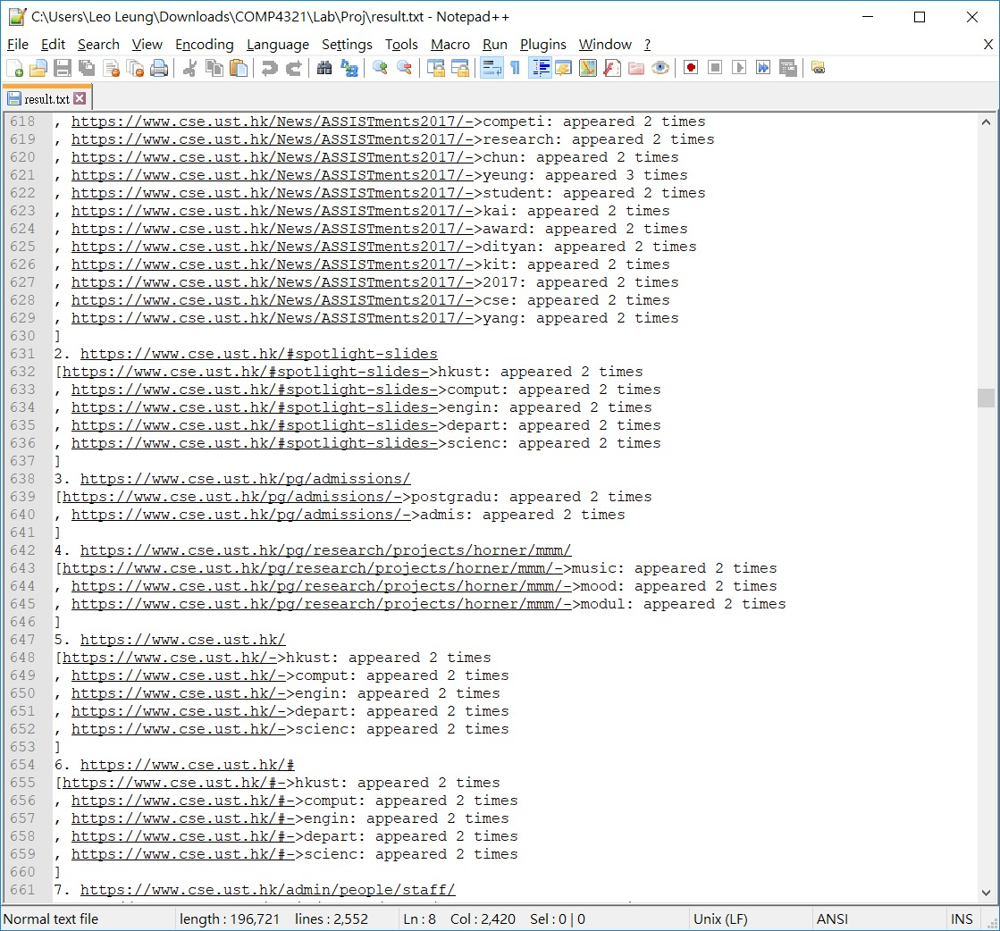 C:\Users\Leo Leung\Downloads\COMP4321\Lab\Proj\result.txt - Notepad++
File Edit Search View Encoding Language Settings Tools Macro Run Plugins Window ? X
result.txt
618 , https://www.cse.ust.hk/News/ASSISTments2017/->competi: appeared 2 times
619 , https://www.cse.ust.hk/News/ASSISTments2017/->research: appeared 2 times
620 , https://www.cse.ust.hk/News/ASSISTments2017/->chun: appeared 2 times
621 , https://www.cse.ust.hk/News/ASSISTments2017/->yeung: appeared 3 times
622 , https://www.cse.ust.hk/News/ASSISTments2017/->student: appeared 2 times
623 , https://www.cse.ust.hk/News/ASSISTments2017/->kai: appeared 2 times
624 , https://www.cse.ust.hk/News/ASSISTments2017/->award: appeared 2 times
625 , https://www.cse.ust.hk/News/ASSISTments2017/->dityan: appeared 2 times
626 , https://www.cse.ust.hk/News/ASSISTments2017/->kit: appeared 2 times
627 , https://www.cse.ust.hk/News/ASSISTments2017/->2017: appeared 2 times
628 , https://www.cse.ust.hk/News/ASSISTments2017/->cse: appeared 2 times
629 , https://www.cse.ust.hk/News/ASSISTments2017/->yang: appeared 2 times
630 ]
631 2. https://www.cse.ust.hk/#spotlight-slides
632 [https://www.cse.ust.hk/#spotlight-slides->hkust: appeared 2 times
633 , https://www.cse.ust.hk/#spotlight-slides->comput: appeared 2 times
634 , https://www.cse.ust.hk/#spotlight-slides->engin: appeared 2 times
635 , https://www.cse.ust.hk/#spotlight-slides->depart: appeared 2 times
636 , https://www.cse.ust.hk/#spotlight-slides->scienc: appeared 2 times
637 ]
638 3. https://www.cse.ust.hk/pg/admissions/
639 [https://www.cse.ust.hk/pg/admissions/->postgradu: appeared 2 times
640 , https://www.cse.ust.hk/pg/admissions/->admis: appeared 2 times
641 ]
642 4. https://www.cse.ust.hk/pg/research/projects/horner/mmm/
643 [https://www.cse.ust.hk/pg/research/projects/horner/mmm/->music: appeared 2 times
644 , https://www.cse.ust.hk/pg/research/projects/horner/mmm/->mood: appeared 2 times
645 , https://www.cse.ust.hk/pg/research/projects/horner/mmm/->modul: appeared 2 times
646 ]
647 5. https://www.cse.ust.hk/
648 [https://www.cse.ust.hk/->hkust: appeared 2 times
649 , https://www.cse.ust.hk/->comput: appeared 2 times
650 , https://www.cse.ust.hk/->engin: appeared 2 times
651 , https://www.cse.ust.hk/->depart: appeared 2 times
652 , https://www.cse.ust.hk/->scienc: appeared 2 times
653 ]
654 6. https://www.cse.ust.hk/#
655 [https://www.cse.ust.hk/#->hkust: appeared 2 times
656 , https://www.cse.ust.hk/#->comput: appeared 2 times
657 , https://www.cse.ust.hk/#->engin: appeared 2 times
658 , https://www.cse.ust.hk/#->depart: appeared 2 times
659 , https://www.cse.ust.hk/#->scienc: appeared 2 times
660 ]
661 7. https://www.cse.ust.hk/admin/people/staff/
Normal text file length : 196,721 lines : 2,552 Ln : 8 Col : 2,420 Sel : 0 | 0 Unix (LF) ANSI INS